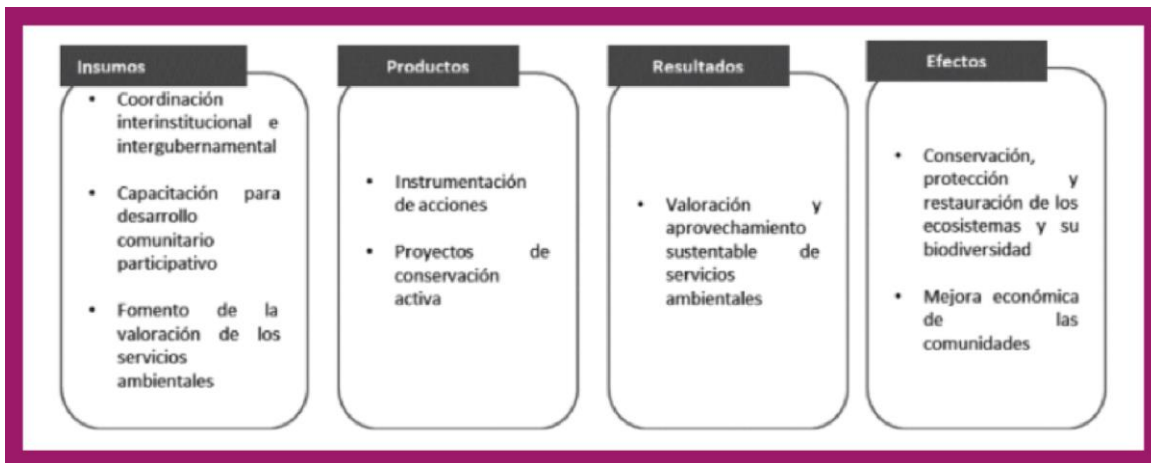 Insumos
• Coordinación
interinstitucional e
intergubernamental
• Capacitación para
desarrollo
comunitario
participativo
• Fomento de la
valoración de los
servicios
ambientales
Productos
• Instrumentación
de acciones
• Proyectos de
conservación
activa
Resultados
• Valoración y
aprovechamiento
sustentable de
servicios
ambientales
Efectos
• Conservación,
protección y
restauración de los
ecosistemas y su
biodiversidad
• Mejora económica
de las
comunidades